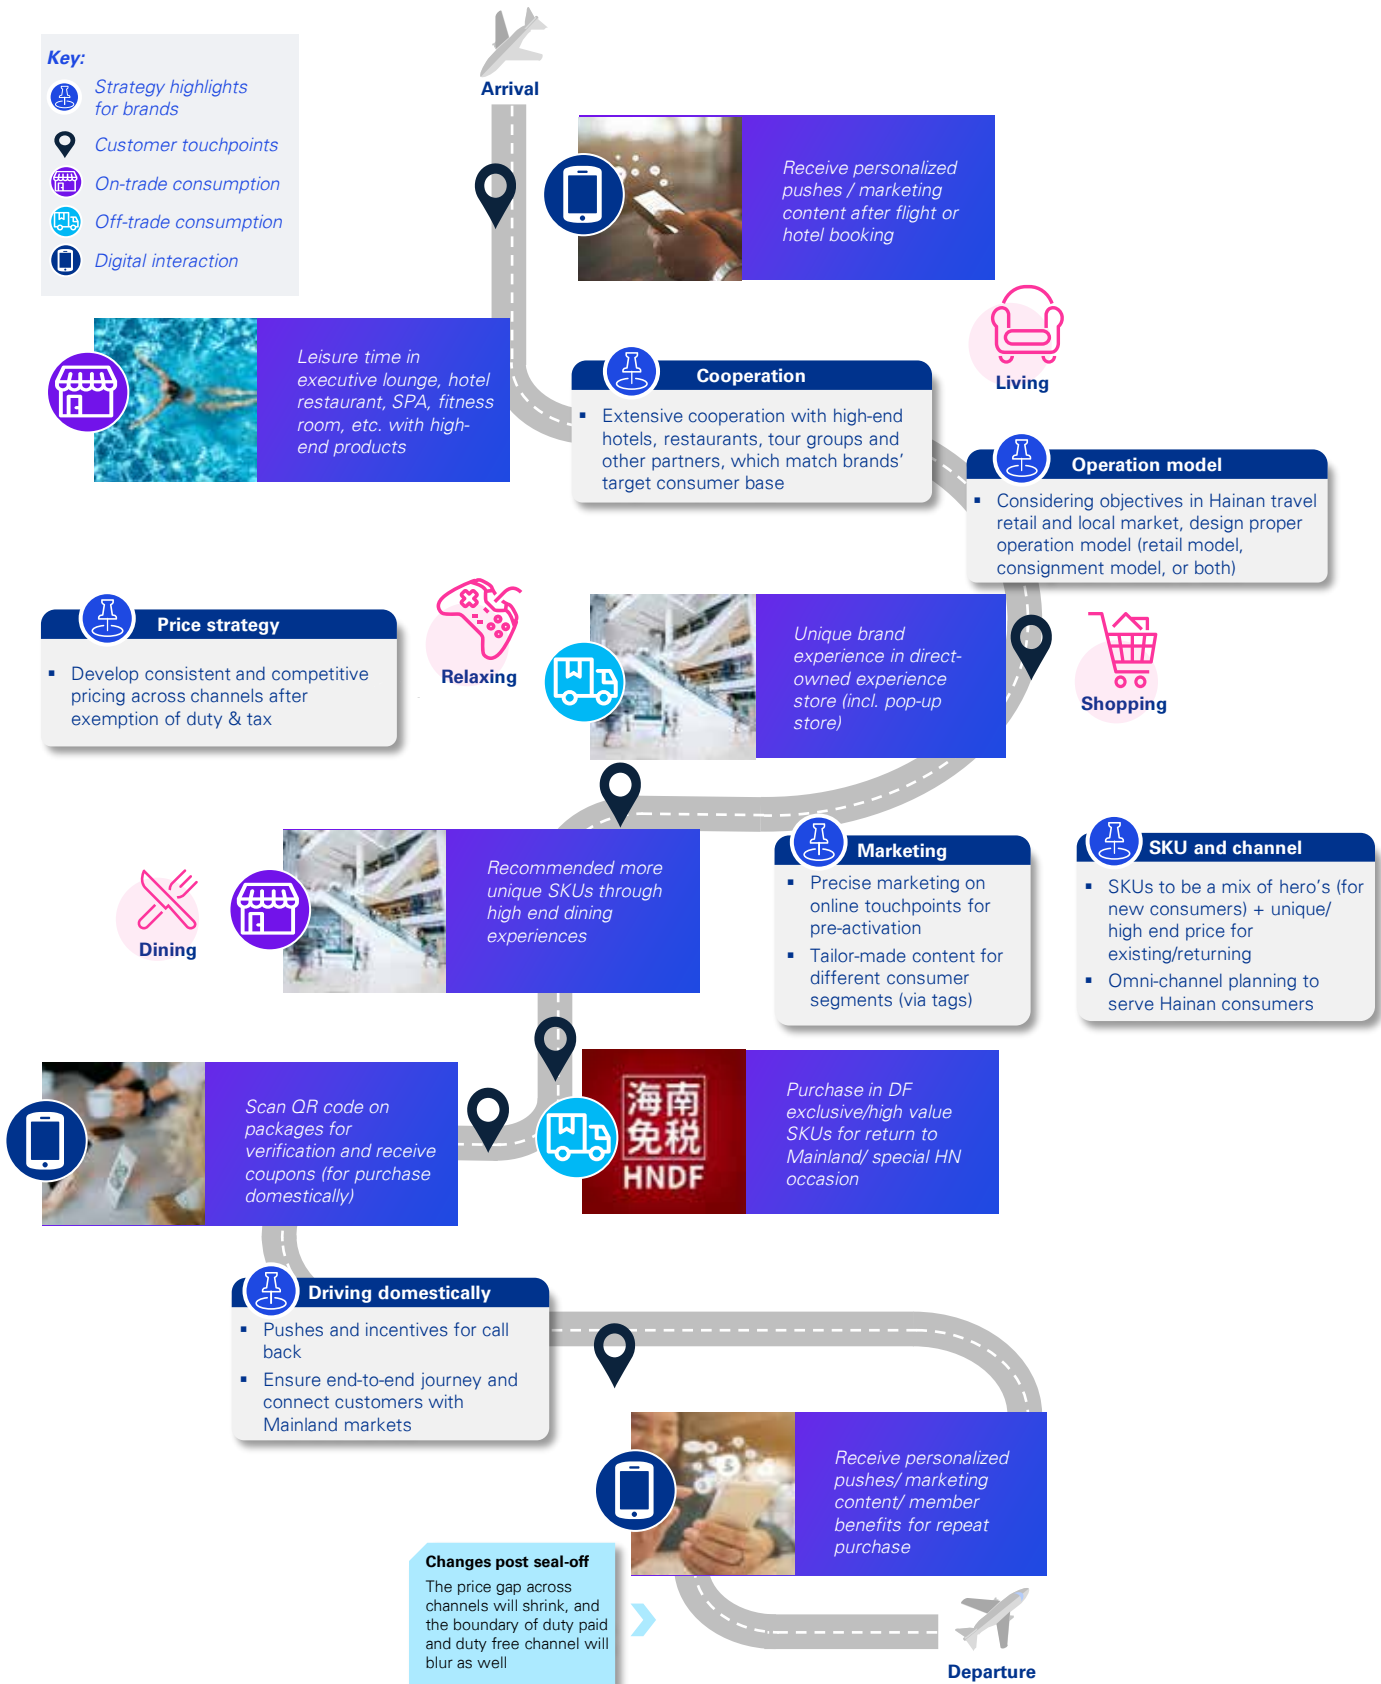 Key:
Strategy highlights
for brands
Customer touchpoints
On-trade consumption
Off-trade consumption
Digital interaction
Arrival
Receive personalized
pushes / marketing
content after flight or
hotel booking
Leisure time in
executive lounge, hotel
restaurant, SPA, fitness
room, etc. with high-
end products
Cooperation
▪ Extensive cooperation with high-end
hotels, restaurants, tour groups and
other partners, which match brands’
target consumer base
Living
Operation model
▪ Considering objectives in Hainan travel
retail and local market, design proper
operation model (retail model,
consignment model, or both)
Price strategy
▪ Develop consistent and competitive
pricing across channels after
exemption of duty & tax
Relaxing
Unique brand
experience in direct-
owned experience
store (incl. pop-up
store)
Shopping
Dining
Recommended more
unique SKUs through
high end dining
experiences
Marketing
▪ Precise marketing on
online touchpoints for
pre-activation
▪ Tailor-made content for
different consumer
segments (via tags)
SKU and channel
▪ SKUs to be a mix of hero’s (for
new consumers) + unique/
high end price for
existing/returning
▪ Omni-channel planning to
serve Hainan consumers
Scan QR code on
packages for
verification and receive
coupons (for purchase
domestically)
海南
免税
HNDF
Purchase in DF
exclusive/high value
SKUs for return to
Mainland/ special HN
occasion
Driving domestically
▪ Pushes and incentives for call
back
▪ Ensure end-to-end journey and
connect customers with
Mainland markets
Receive personalized
pushes/ marketing
content/ member
benefits for repeat
purchase
Changes post seal-off
The price gap across
channels will shrink, and
the boundary of duty paid
and duty free channel will
blur as well
Departure